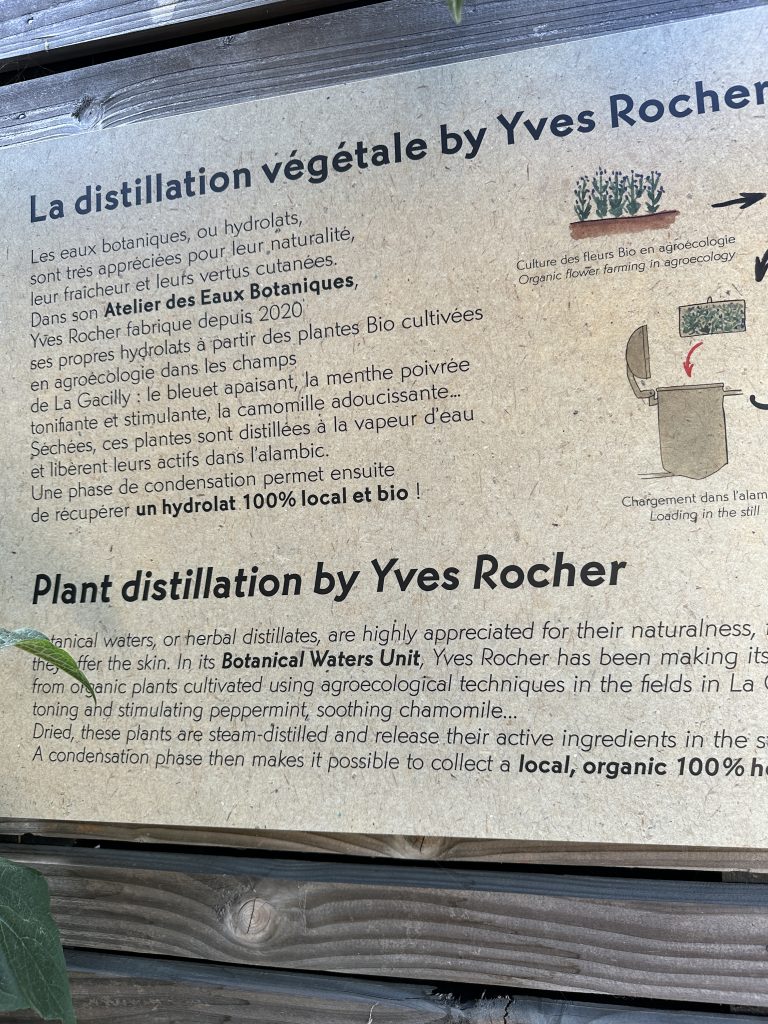 La distillation végétale by Yves Rocher
Les eaux botaniques, ou hydrolats,
sont très appréciées pour leur naturalité,
leur fraîcheur et leurs vertus cutanées.
Dans son Atelier des Eaux Botaniques,
Yves Rocher fabrique depuis 2020
ses propres hydrolats à partir des plantes Bio cultivées
en agroécologie dans les champs
de La Gacilly : le bleuet apaisant, la menthe poivrée
tonifiante et stimulante, la camomille adoucissante...
Séchées, ces plantes sont distillées à la vapeur d'eau
et libèrent leurs actifs dans l'alambic.
Une phase de condensation permet ensuite
de récupérer un hydrolat 100% local et bio !
Culture des fleurs Bio en agroécologie
Organic flower farming in agroecology
Chargement dans l'alam
Loading in the still
Plant distillation by Yves Rocher
tanical waters, or herbal distillates, are highly appreciated for their naturalness,
they offer the skin. In its Botanical Waters Unit, Yves Rocher has been making its
from organic plants cultivated using agroecological techniques in the fields in La
toning and stimulating peppermint, soothing chamomile...
Dried, these plants are steam-distilled and release their active ingredients in the s
A condensation phase then makes it possible to collect a local, organic 100% h